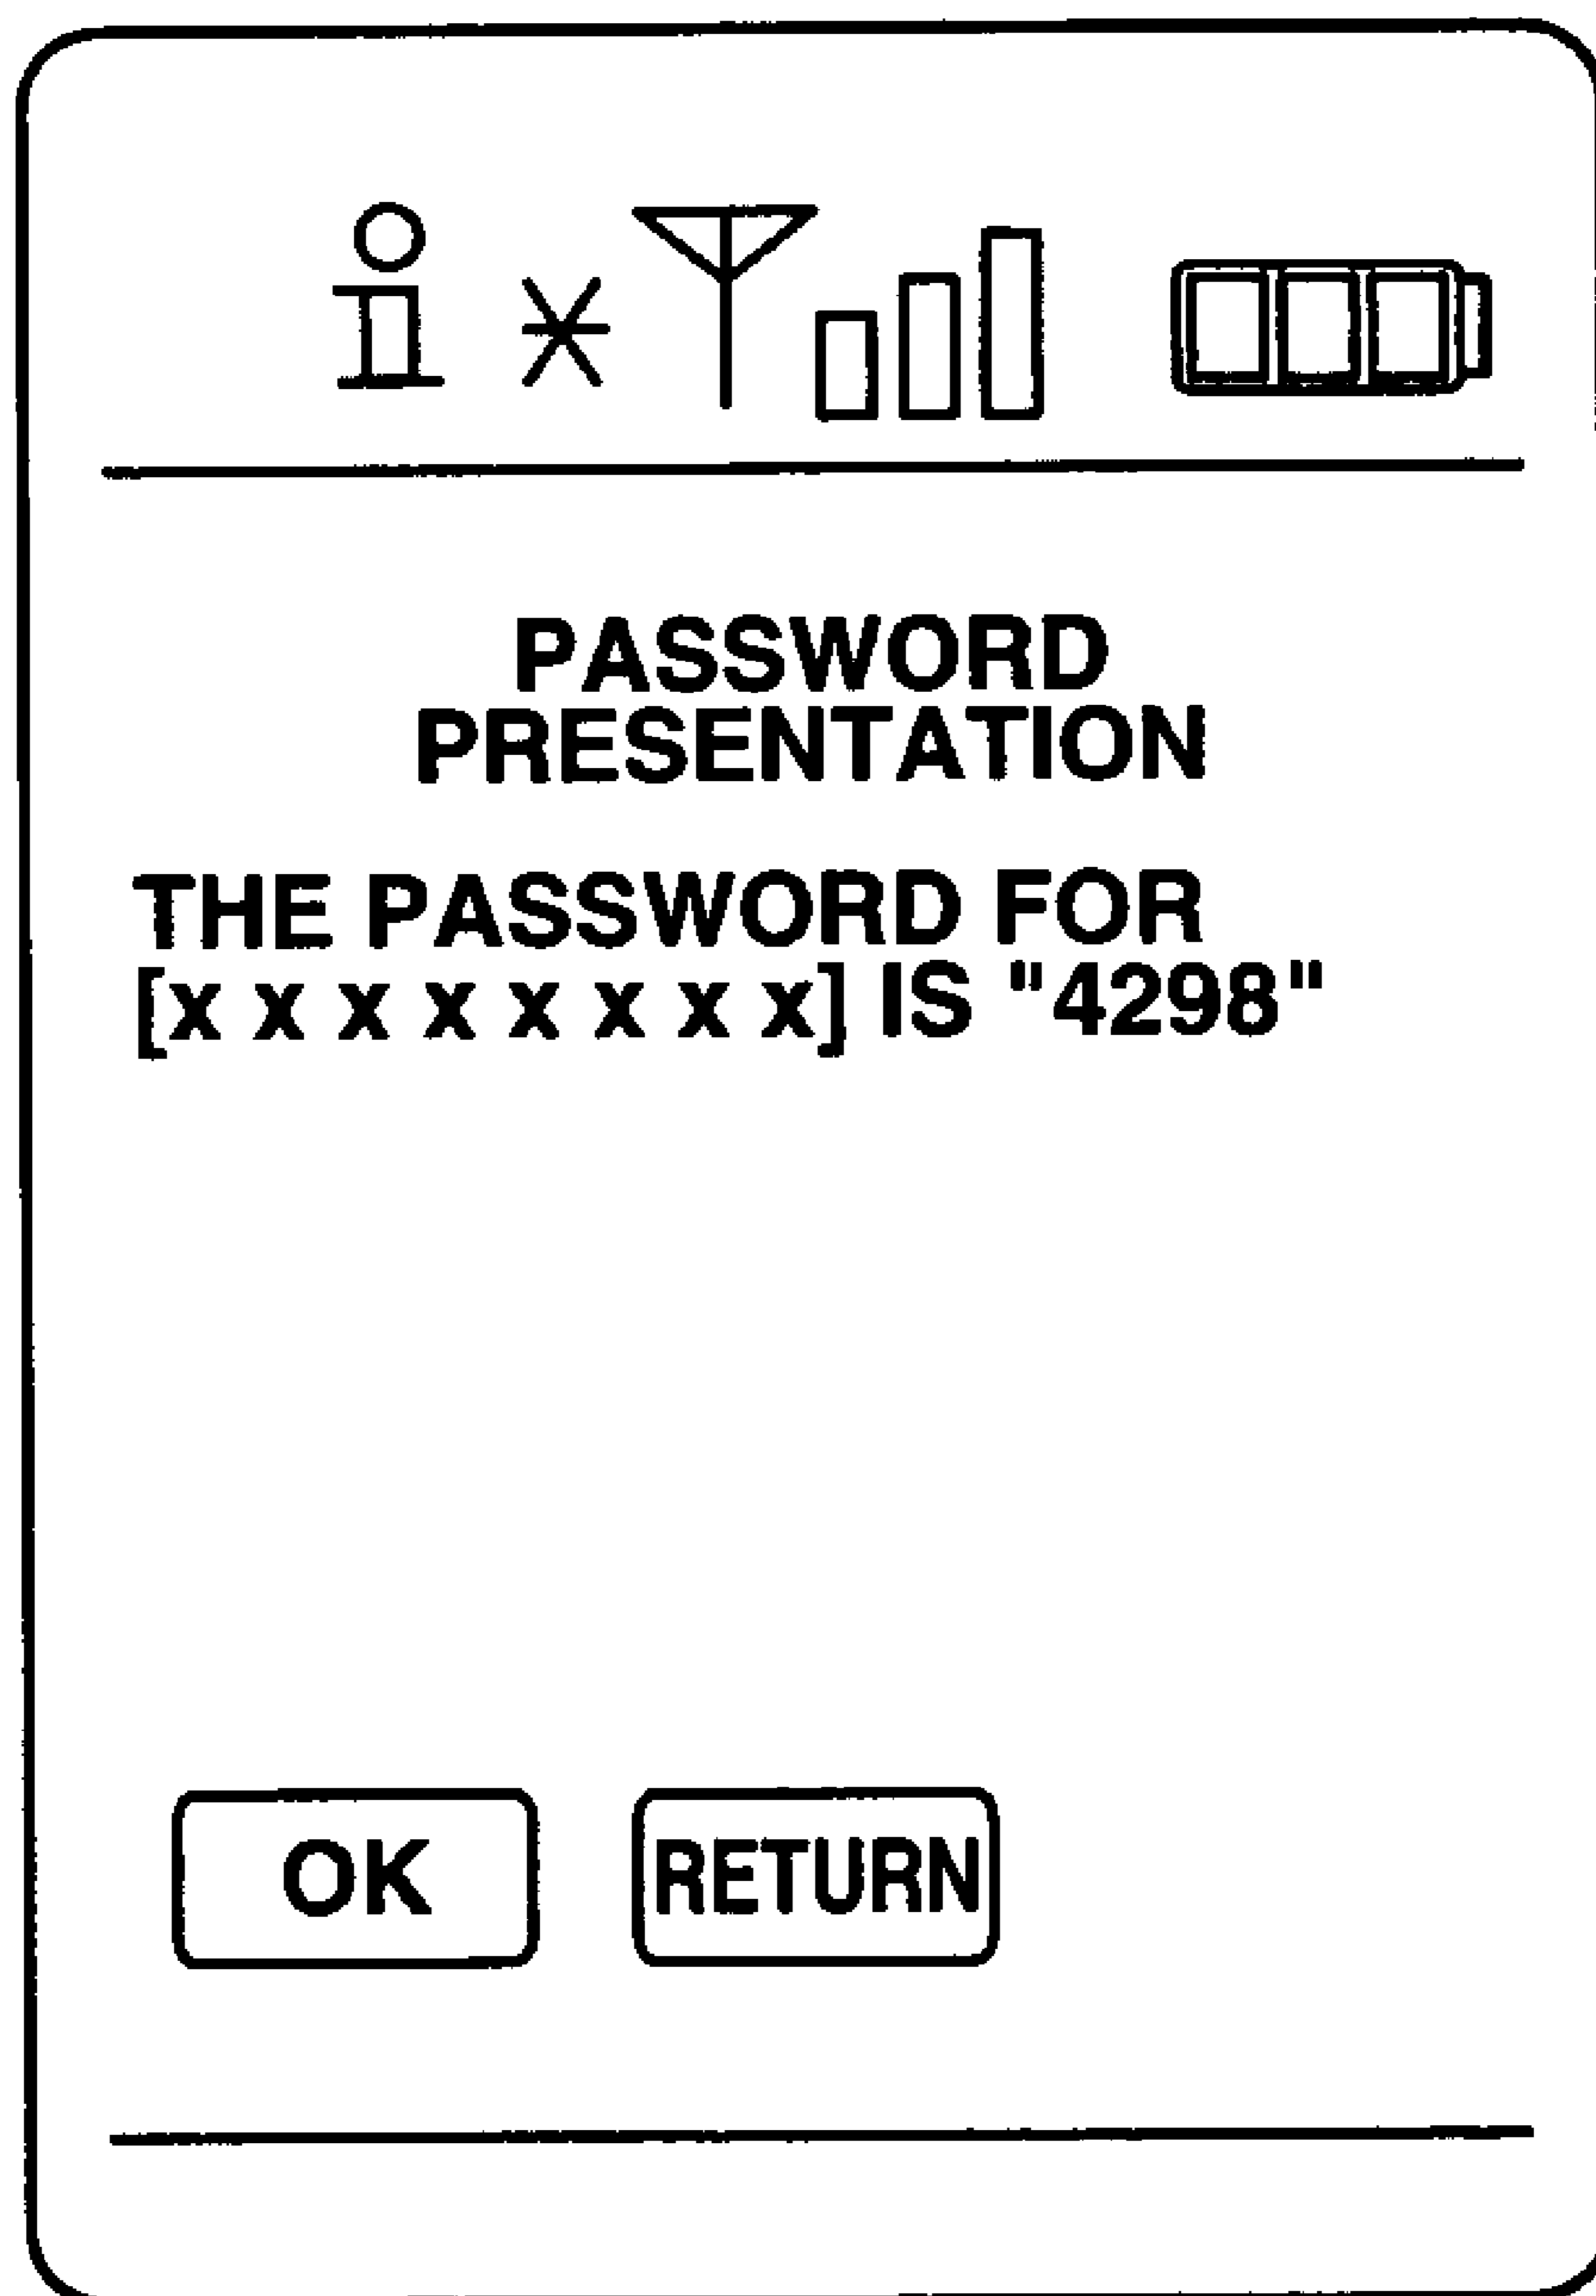 PASSWORD
PRESENTATION
THE PASSWORD FOR
[x x x x x x x x] IS "4298"
OK RETURN